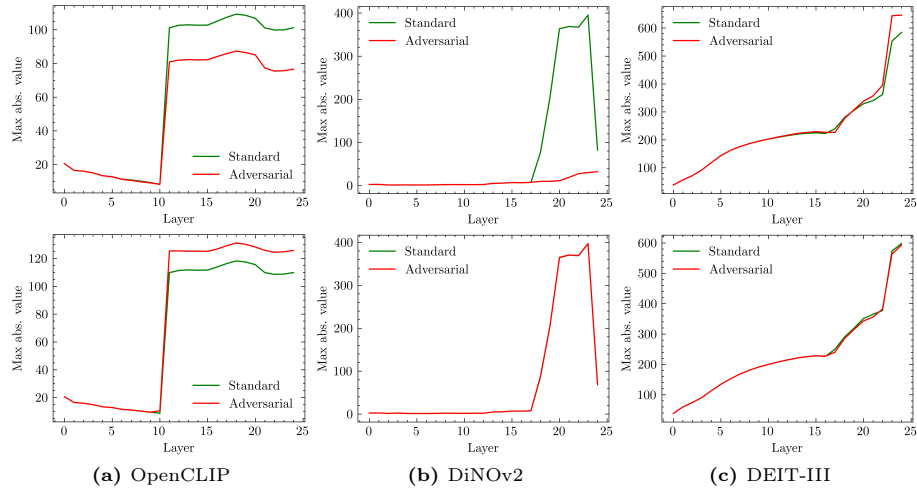 Max abs. value
100
80
60
40
20
Standard
Adversarial
0 5 10 15 20 25
Layer
Max abs. value
400
300
200
100
0
Standard
Adversarial
0 5 10 15 20 25
Layer
Max abs. value
600
500
400
300
200
100
Standard
Adversarial
0 5 10 15 20 25
Layer
Max abs. value
120
100
80
60
40
20
Standard
Adversarial
0 5 10 15 20 25
Layer
Max abs. value
400
300
200
100
0
Standard
Adversarial
0 5 10 15 20 25
Layer
Max abs. value
600
500
400
300
200
100
Standard
Adversarial
0 5 10 15 20 25
Layer
(a) OpenCLIP
(b) DiNOv2
(c) DEIT-III